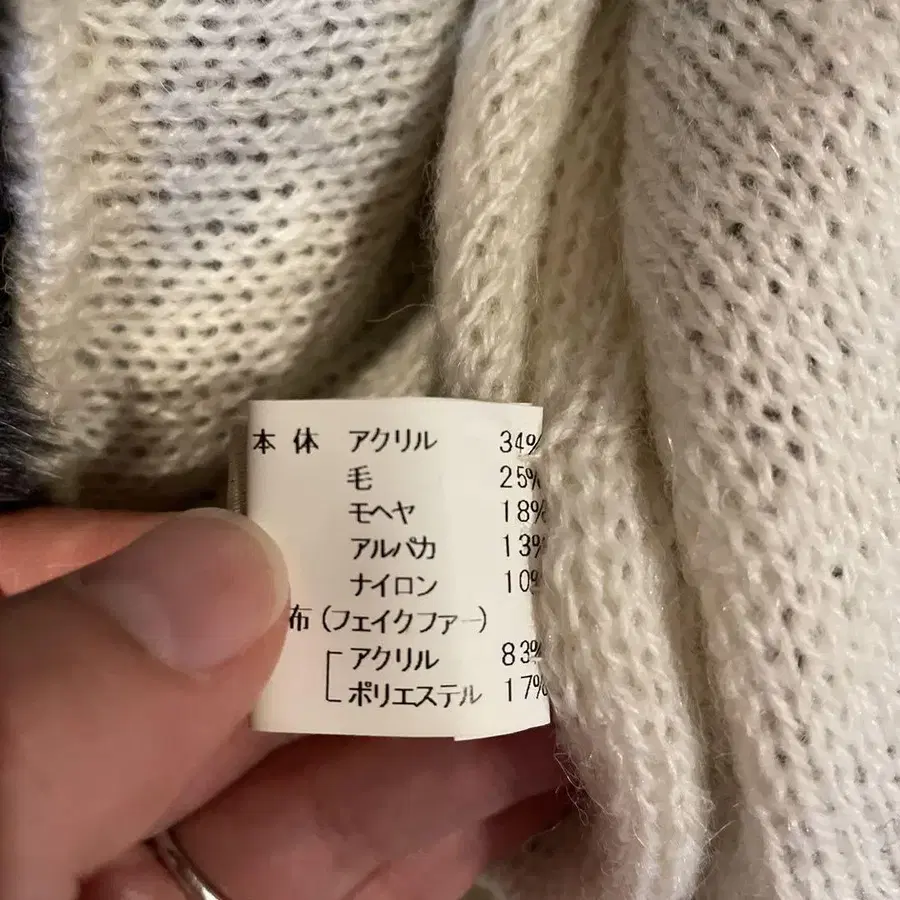 本体 アクリル 34%
毛 25%
モヘヤ 18%
アルパカ 13%
ナイロン 10%
布(フェイクファー)
アクリル 83%
ポリエステル 17%